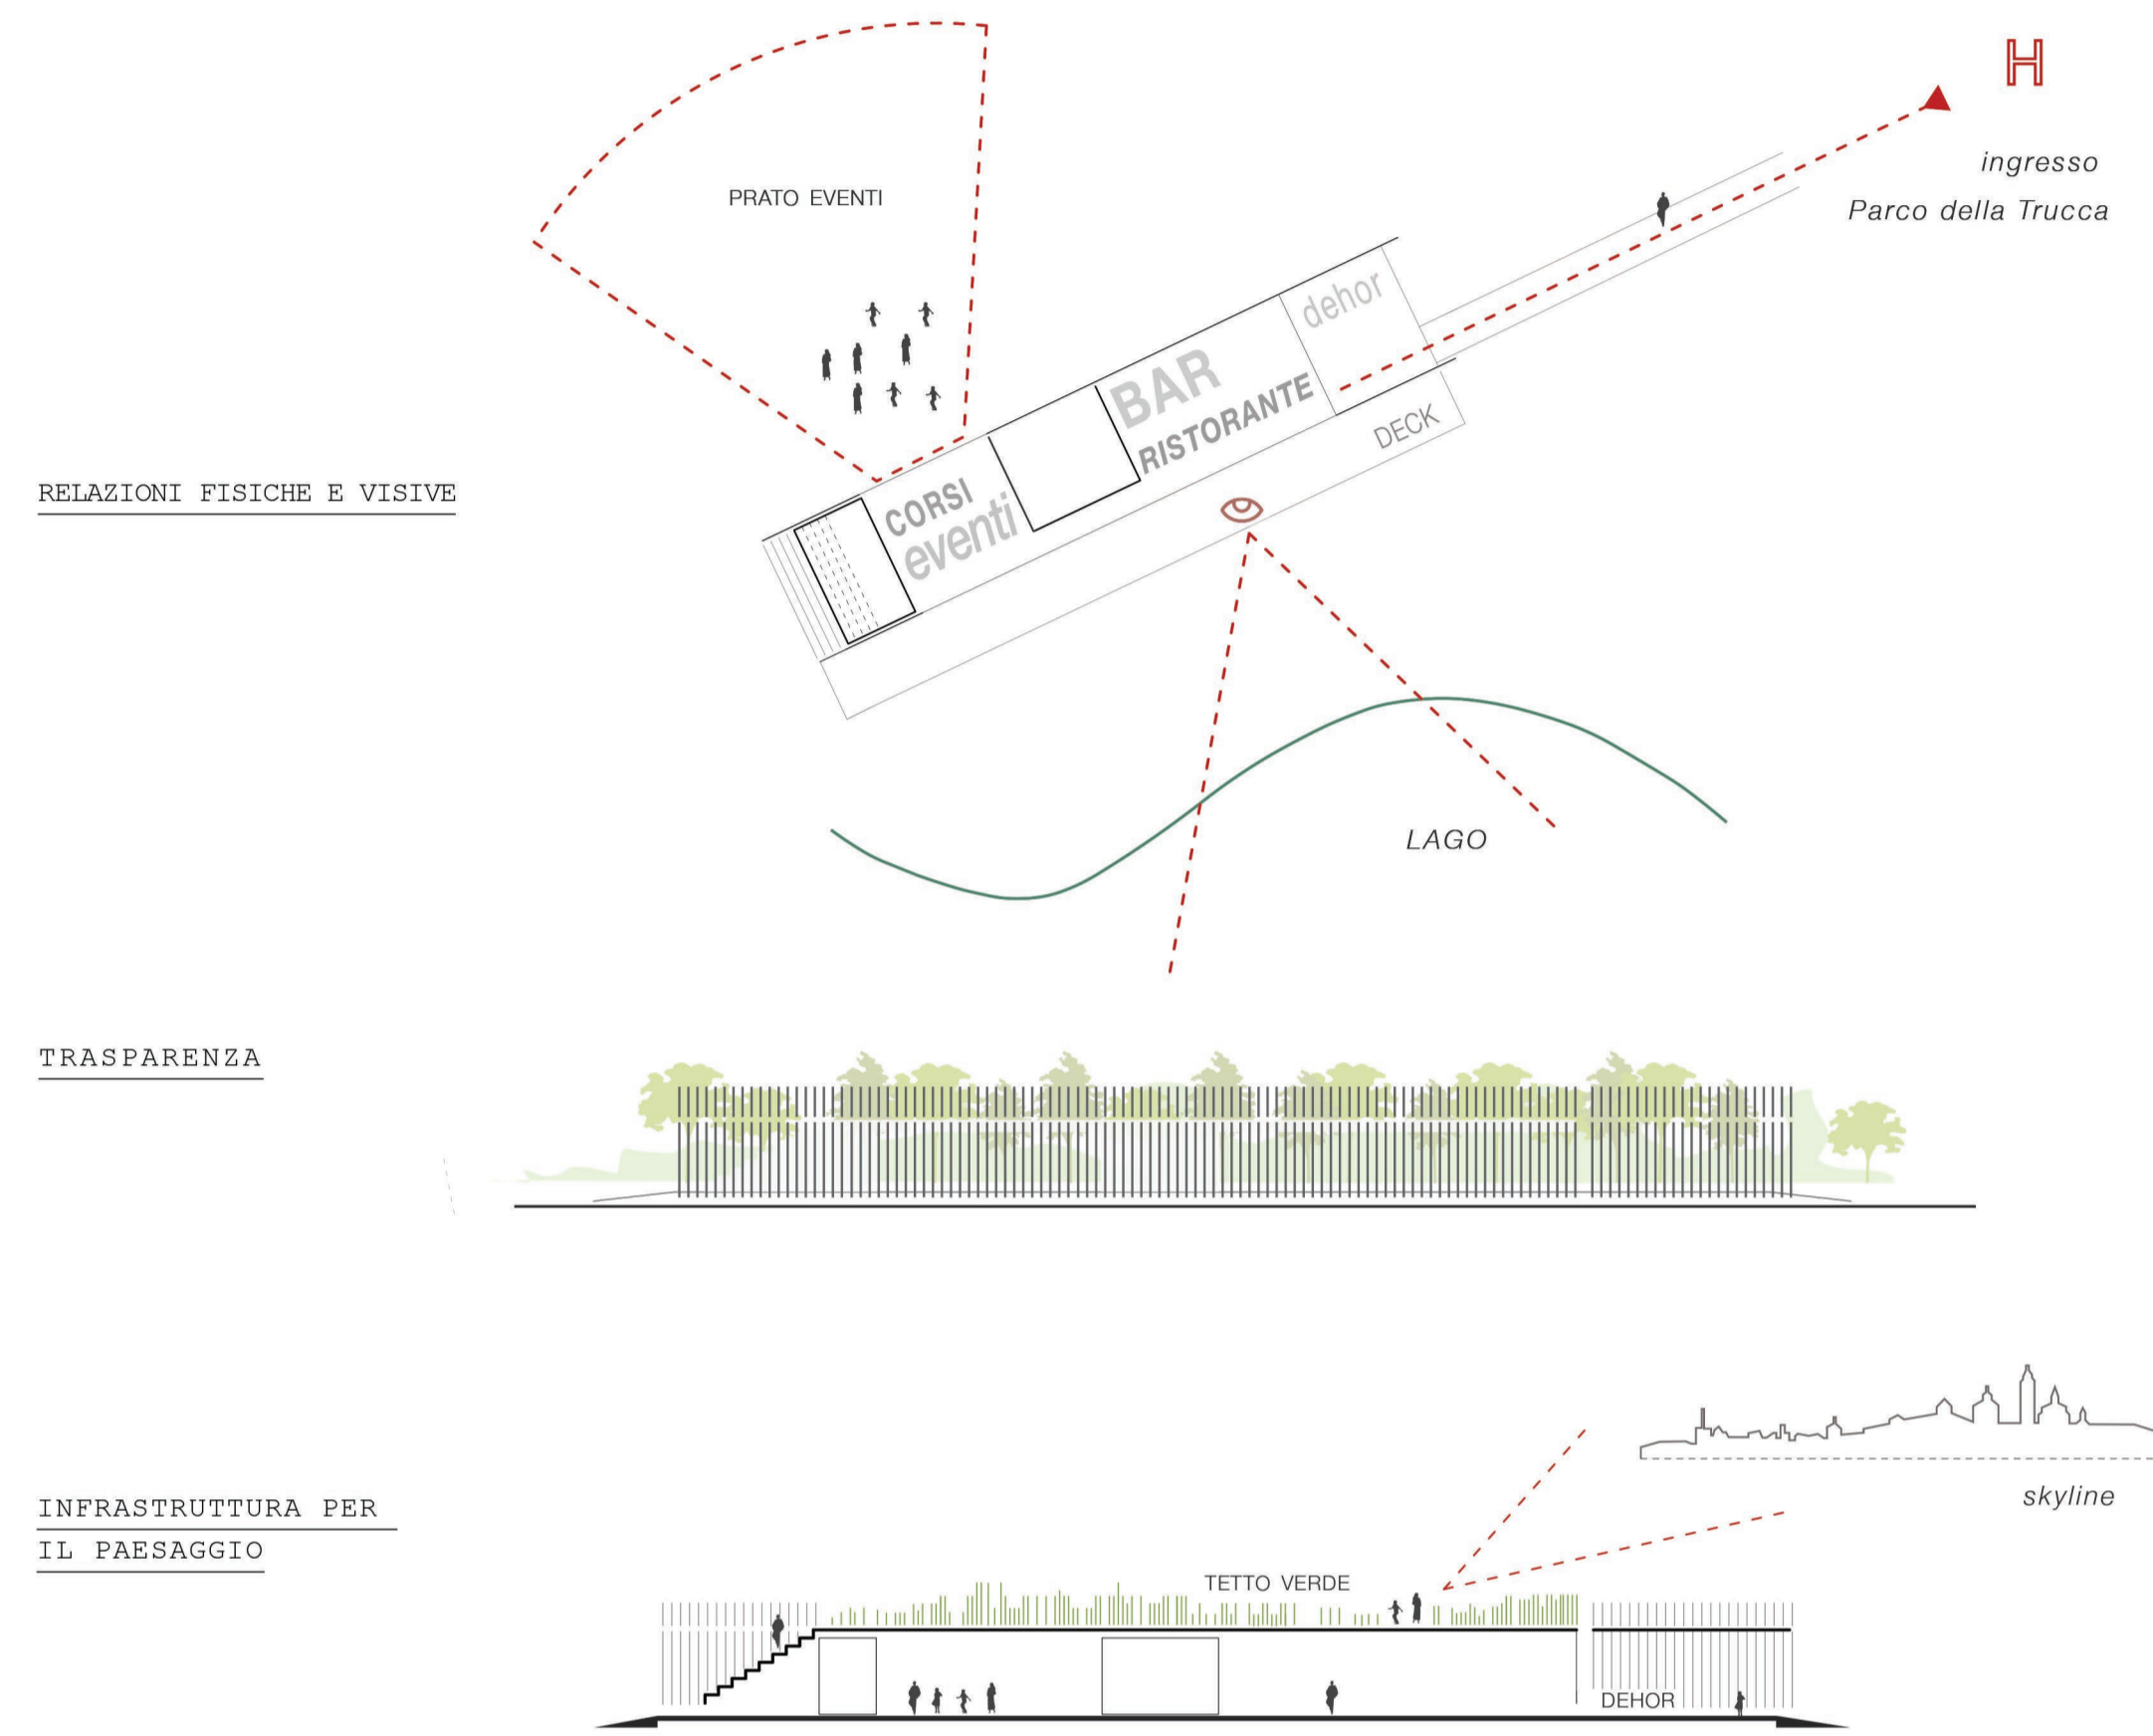 H
ingresso
Parco della Trucca
PRATO EVENTI
dehor
BAR
RISTORANTE
DECK
RELAZIONI FISICHE E VISIVE
CORSI
eventi
LAGO
TRASPARENZA
skyline
INFRASTRUTTURA PER
IL PAESAGGIO
TETTO VERDE
DEHOR